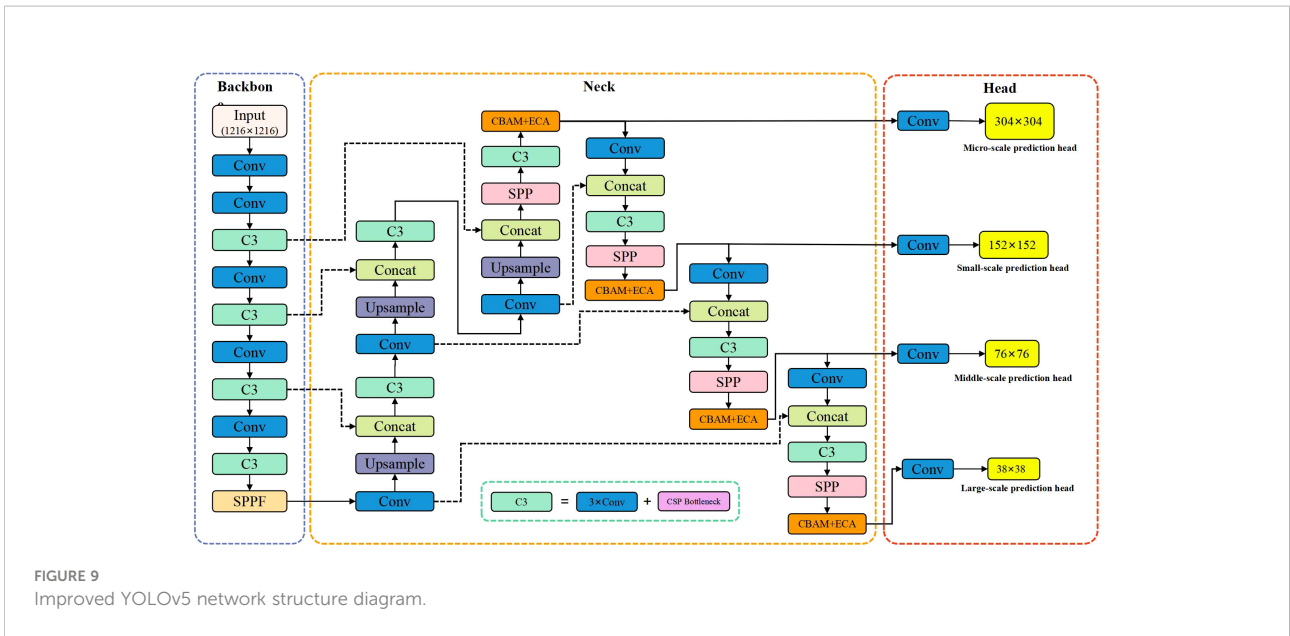 Backbon
Input
(1216×1216)
Conv
Conv
C3
Conv
C3
Conv
C3
Conv
C3
SPPF
Neck
C3
Concat
Upsample
Conv
C3
Concat
Upsample
Conv
CBAM+ECA
C3
SPP
Concat
Upsample
Conv
Conv
Concat
C3
SPP
CBAM+ECA
Conv
Concat
C3
SPP
CBAM+ECA
Conv
Concat
C3
SPP
CBAM+ECA
C3 = 3×Conv + CSP Bottleneck
Head
Conv
304×304
Micro-scale prediction head
Conv
152×152
Small-scale prediction head
Conv
76×76
Middle-scale prediction head
Conv
38×38
Large-scale prediction head
FIGURE 9
Improved YOLOv5 network structure diagram.